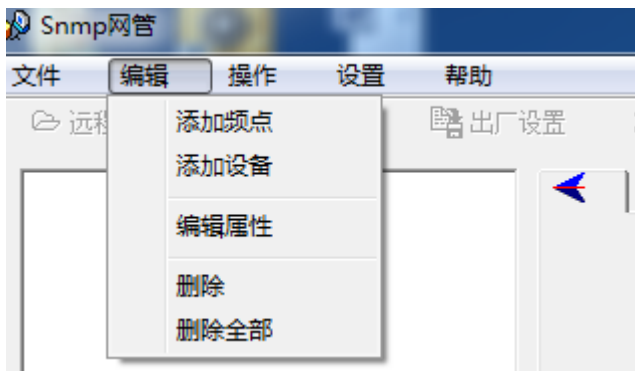 Snmp网管
文件 编辑 操作 设置 帮助
远程 出厂设置
添加频点
添加设备
编辑属性
删除
删除全部